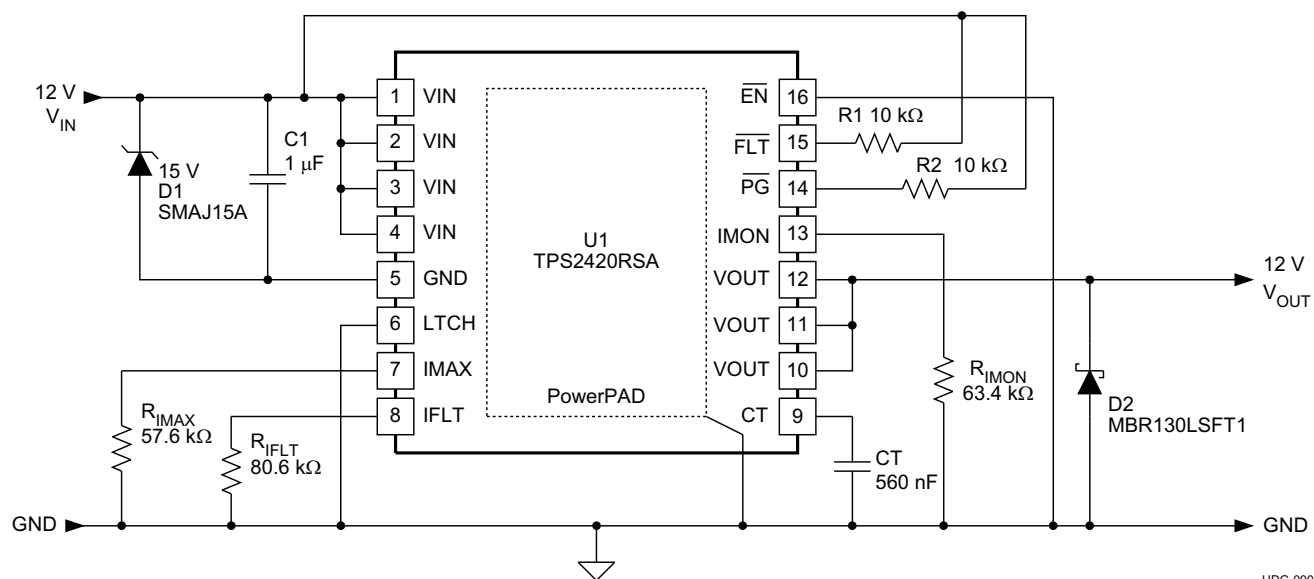 12 V
V_IN
15 V
D1
SMAJ15A
C1
1 µF
1 VIN
2 VIN
3 VIN
4 VIN
5 GND
6 LTCH
7 IMAX
8 IFLT
U1
TPS2420RSA
PowerPAD
E̅N̅ 16
F̅L̅T̅ 15
P̅G̅ 14
IMON 13
VOUT 12
VOUT 11
VOUT 10
CT 9
R1 10 kΩ
R2 10 kΩ
12 V
V_OUT
R_IMAX
57.6 kΩ
R_IFLT
80.6 kΩ
R_IMON
63.4 kΩ
D2
MBR130LSFT1
CT
560 nF
GND
GND